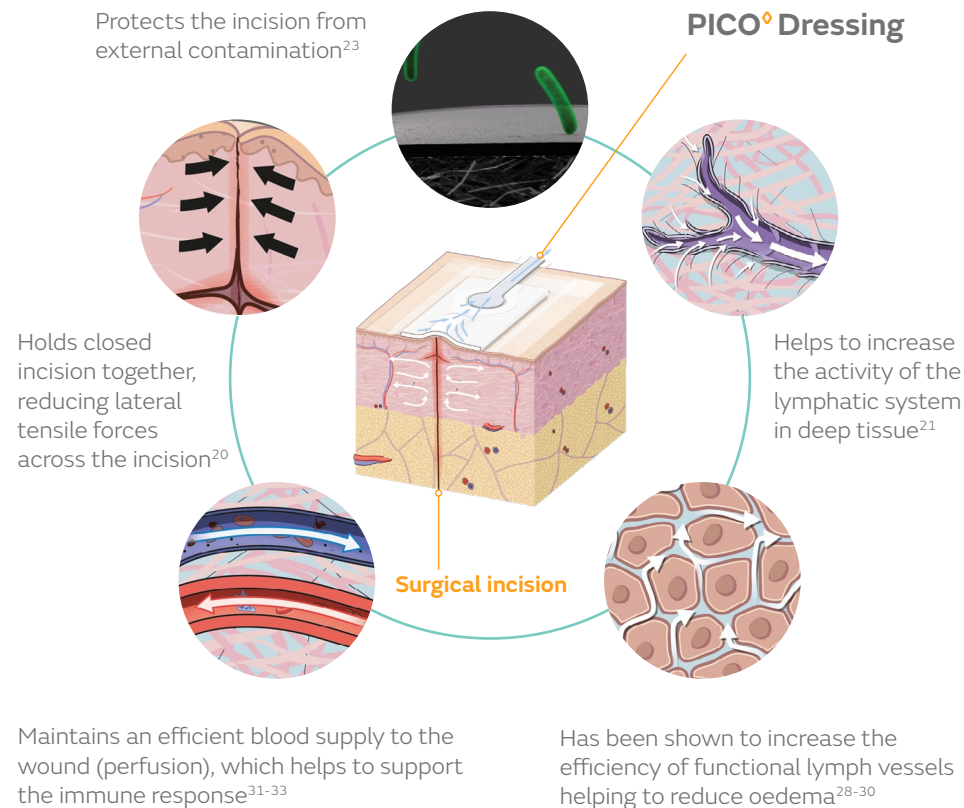 Protects the incision from
external contamination²³
PICO◊ Dressing
Holds closed
incision together,
reducing lateral
tensile forces
across the incision²⁰
Helps to increase
the activity of the
lymphatic system
in deep tissue²¹
Surgical incision
Maintains an efficient blood supply to the
wound (perfusion), which helps to support
the immune response³¹⁻³³
Has been shown to increase the
efficiency of functional lymph vessels
helping to reduce oedema²⁸⁻³⁰